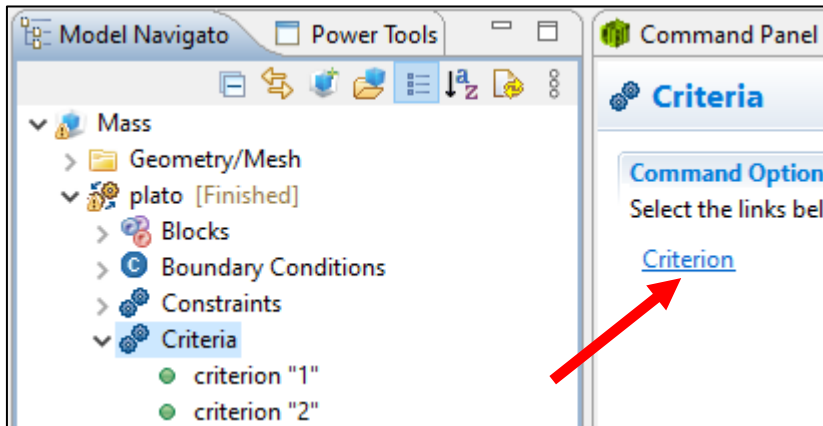 Model Navigato
Power Tools
Mass
Geometry/Mesh
plato [Finished]
Blocks
C Boundary Conditions
Constraints
Criteria
criterion "1"
criterion "2"
Command Panel
Criteria
Command Option
Select the links bel
Criterion